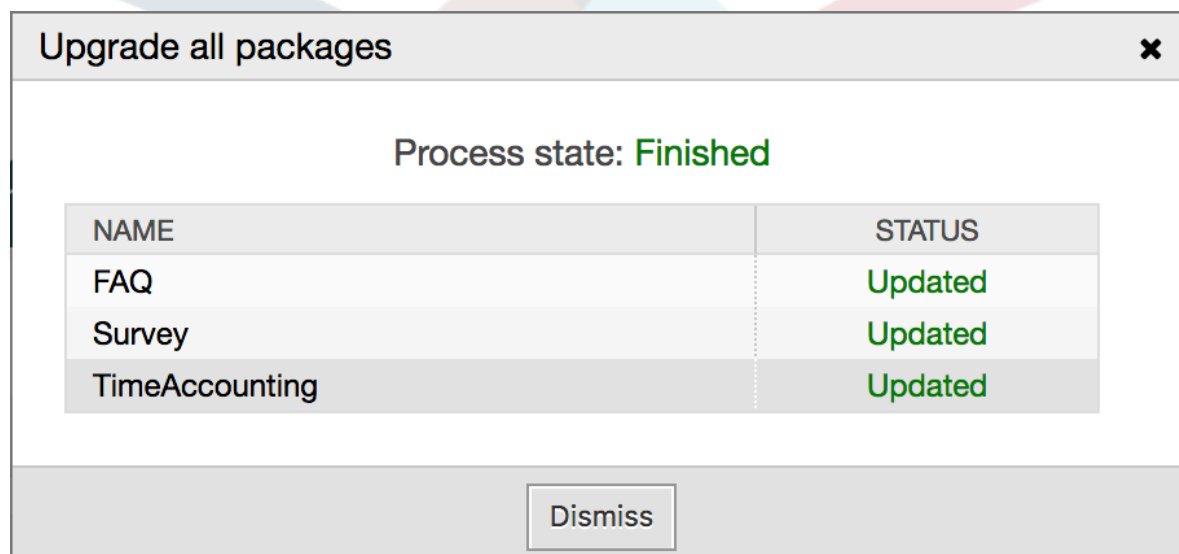 Upgrade all packages
Process state: Finished
NAME STATUS
FAQ Updated
Survey Updated
TimeAccounting Updated
Dismiss